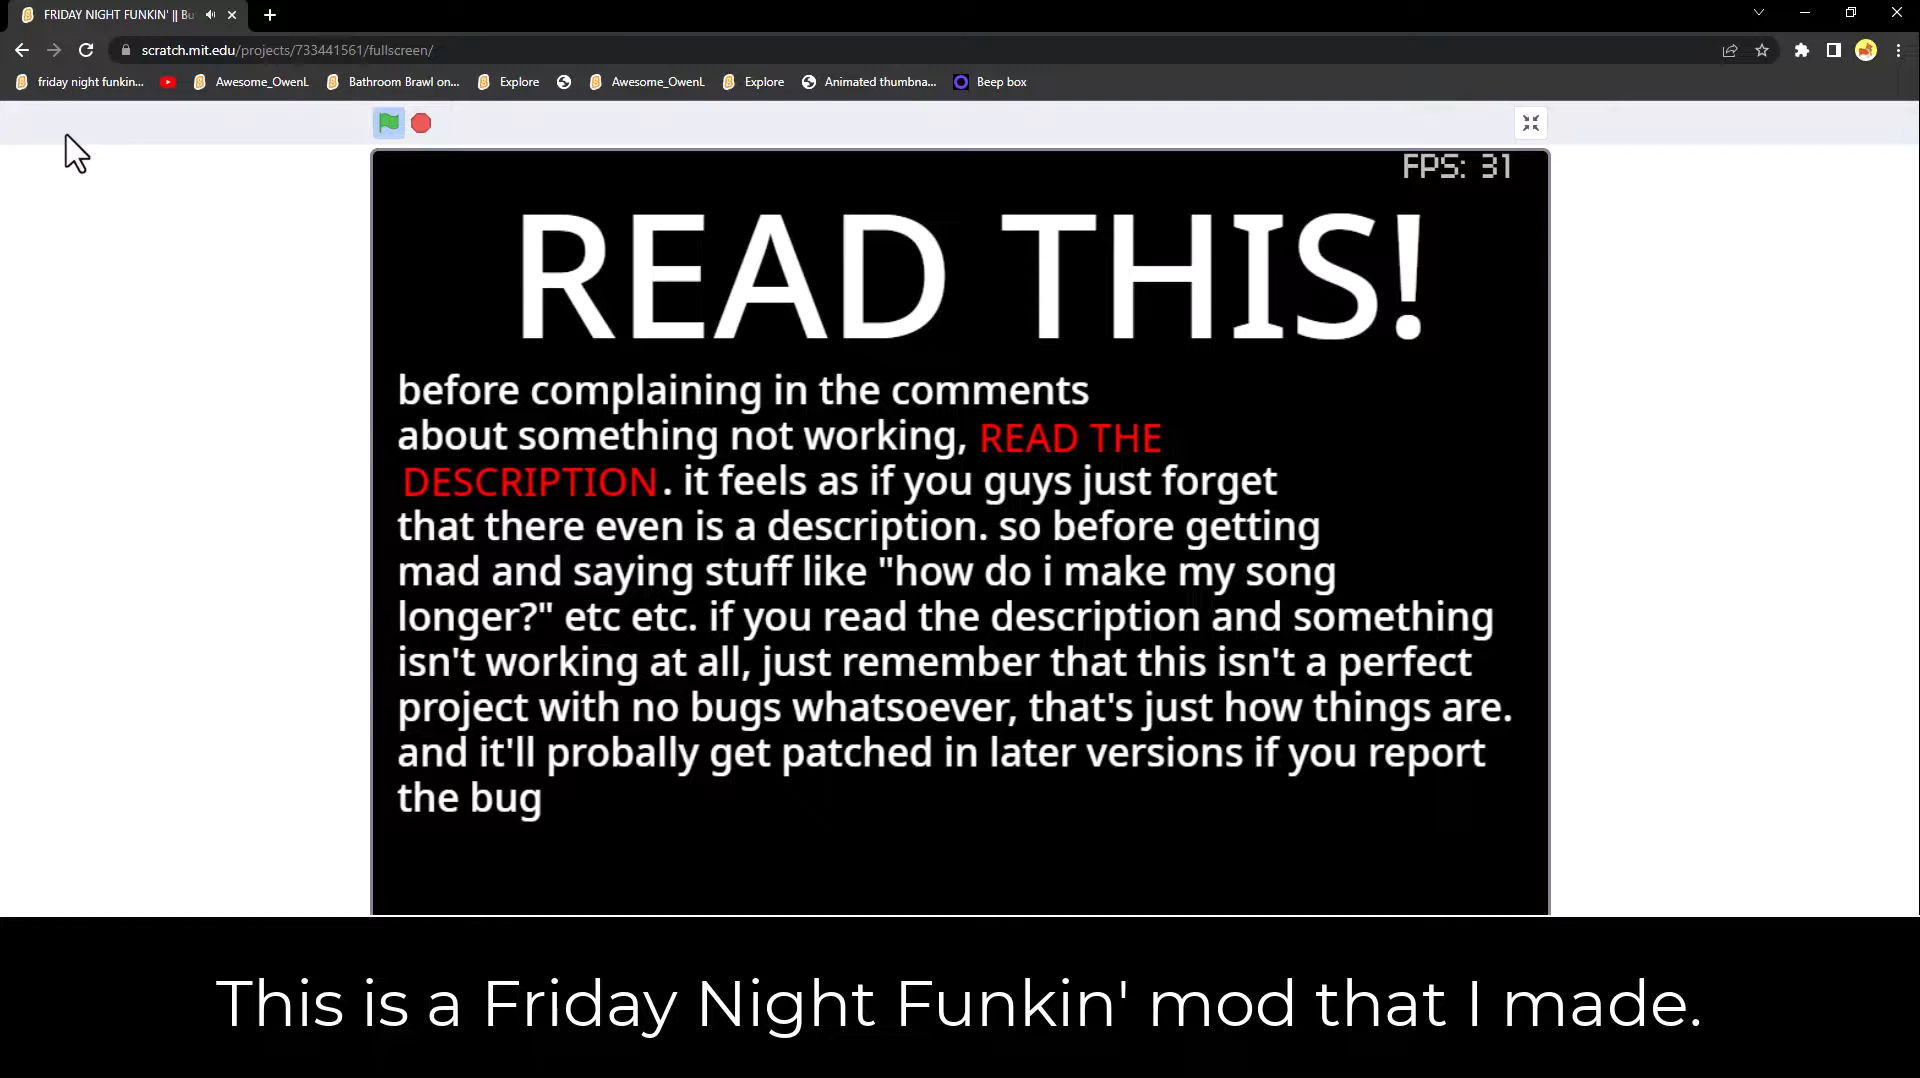 FRIDAY NIGHT FUNKIN' || Bu
scratch.mit.edu/projects/733441561/fullscreen/
friday night funkin... Awesome_OwenL Bathroom Brawl on... Explore Awesome_OwenL Explore Animated thumbna... Beep box
FPS: 31
READ THIS!
before complaining in the comments
about something not working, READ THE
DESCRIPTION. it feels as if you guys just forget
that there even is a description. so before getting
mad and saying stuff like "how do i make my song
longer?" etc etc. if you read the description and something
isn't working at all, just remember that this isn't a perfect
project with no bugs whatsoever, that's just how things are.
and it'll probally get patched in later versions if you report
the bug
This is a Friday Night Funkin' mod that I made.